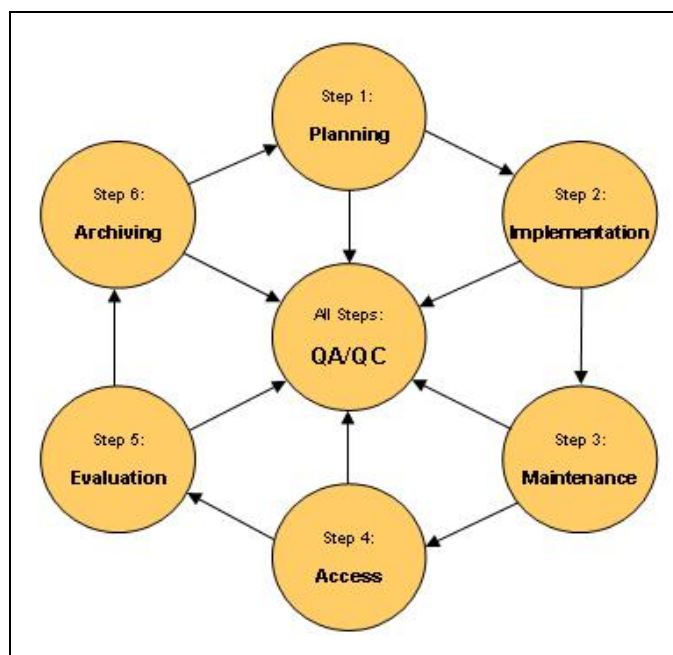 Step 1:
Planning
Step 2:
Implementation
Step 3:
Maintenance
Step 4:
Access
Step 5:
Evaluation
Step 6:
Archiving
All Steps:
QA/QC